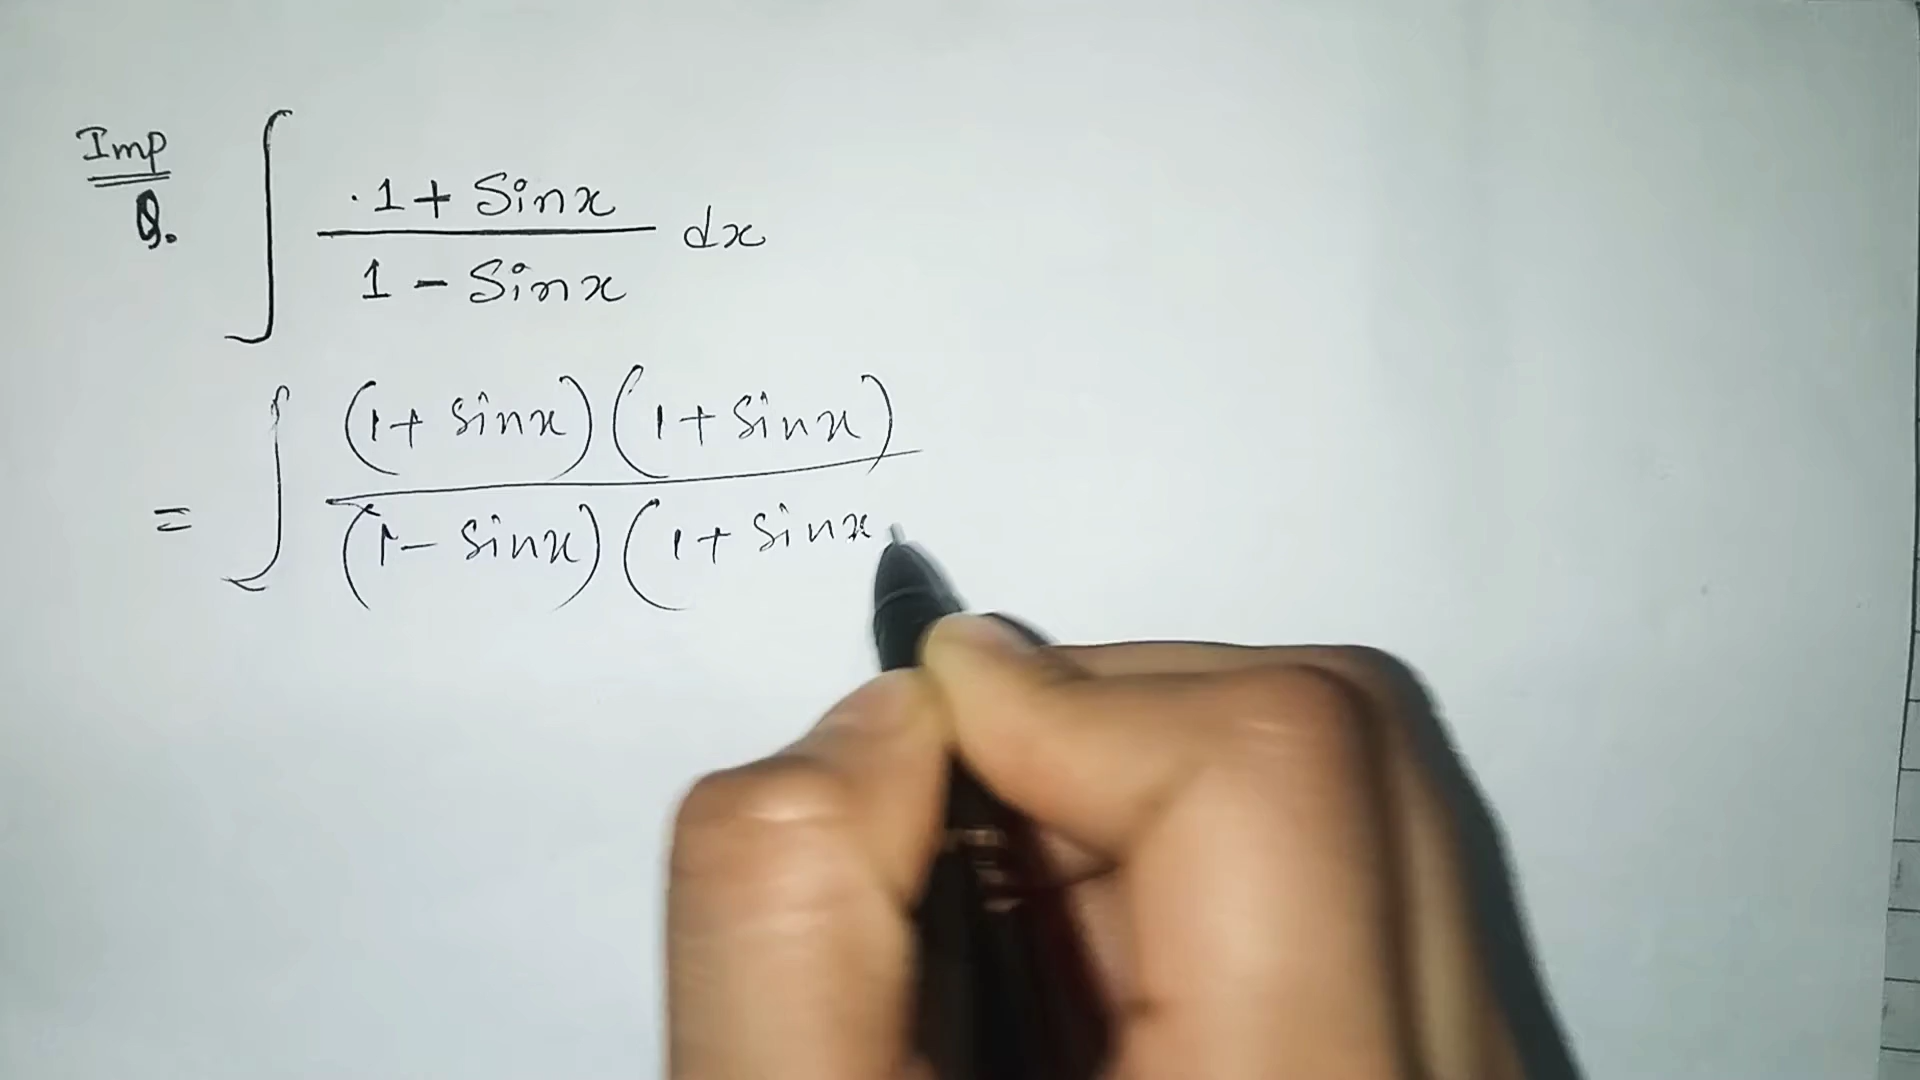 Imp
Q. ∫ (1 + Sinx)/(1 - Sinx) dx
= ∫ ((1 + sinx)(1 + sinx))/((1 - sinx)(1 + sinx